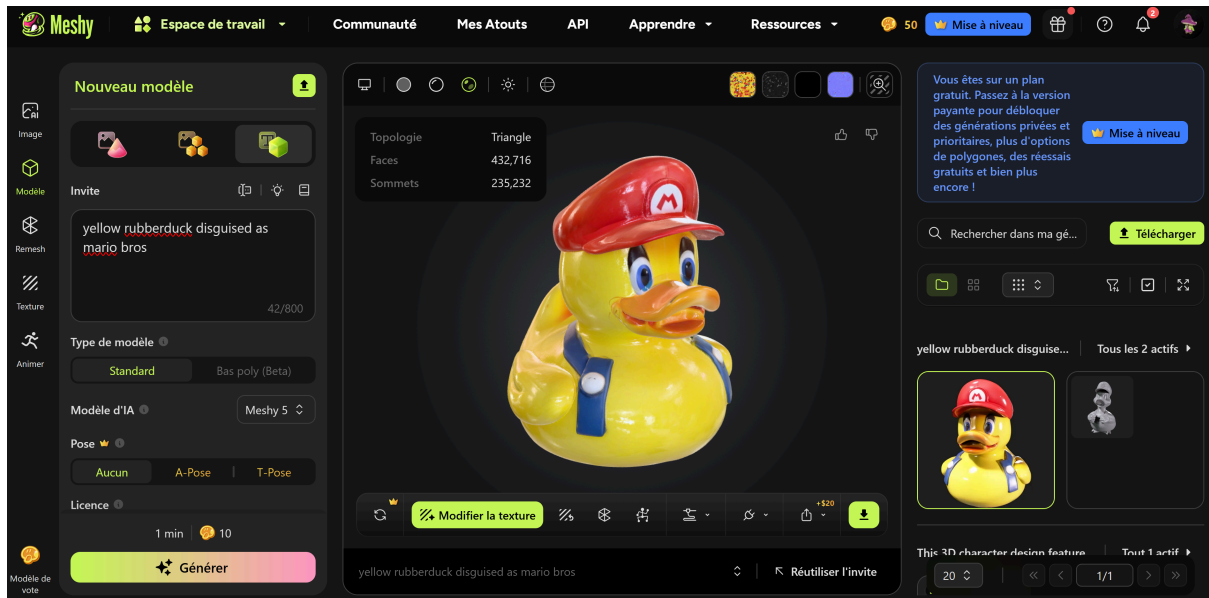 Meshy
Espace de travail
Communauté
Mes Atouts
API
Apprendre
Ressources
50
Mise à niveau
2
Image
Modèle
Remesh
Texture
Animer
Modèle de
vote
Nouveau modèle
Invite
yellow rubberduck disguised as
mario bros
42/800
Type de modèle
Standard
Bas poly (Beta)
Modèle d'IA
Meshy 5
Pose
Aucun
A-Pose
T-Pose
Licence
1 min
10
Générer
Topologie Triangle
Faces 432,716
Sommets 235,232
M
Modifier la texture
+$20
yellow rubberduck disguised as mario bros
Réutiliser l'invite
Vous êtes sur un plan
gratuit. Passez à la version
payante pour débloquer
des générations privées et
prioritaires, plus d'options
de polygones, des réessais
gratuits et bien plus
encore !
Mise à niveau
Rechercher dans ma gé...
Télécharger
yellow rubberduck disguise...
Tous les 2 actifs
This 3D character design feature
Tout 1 actif
20
1/1